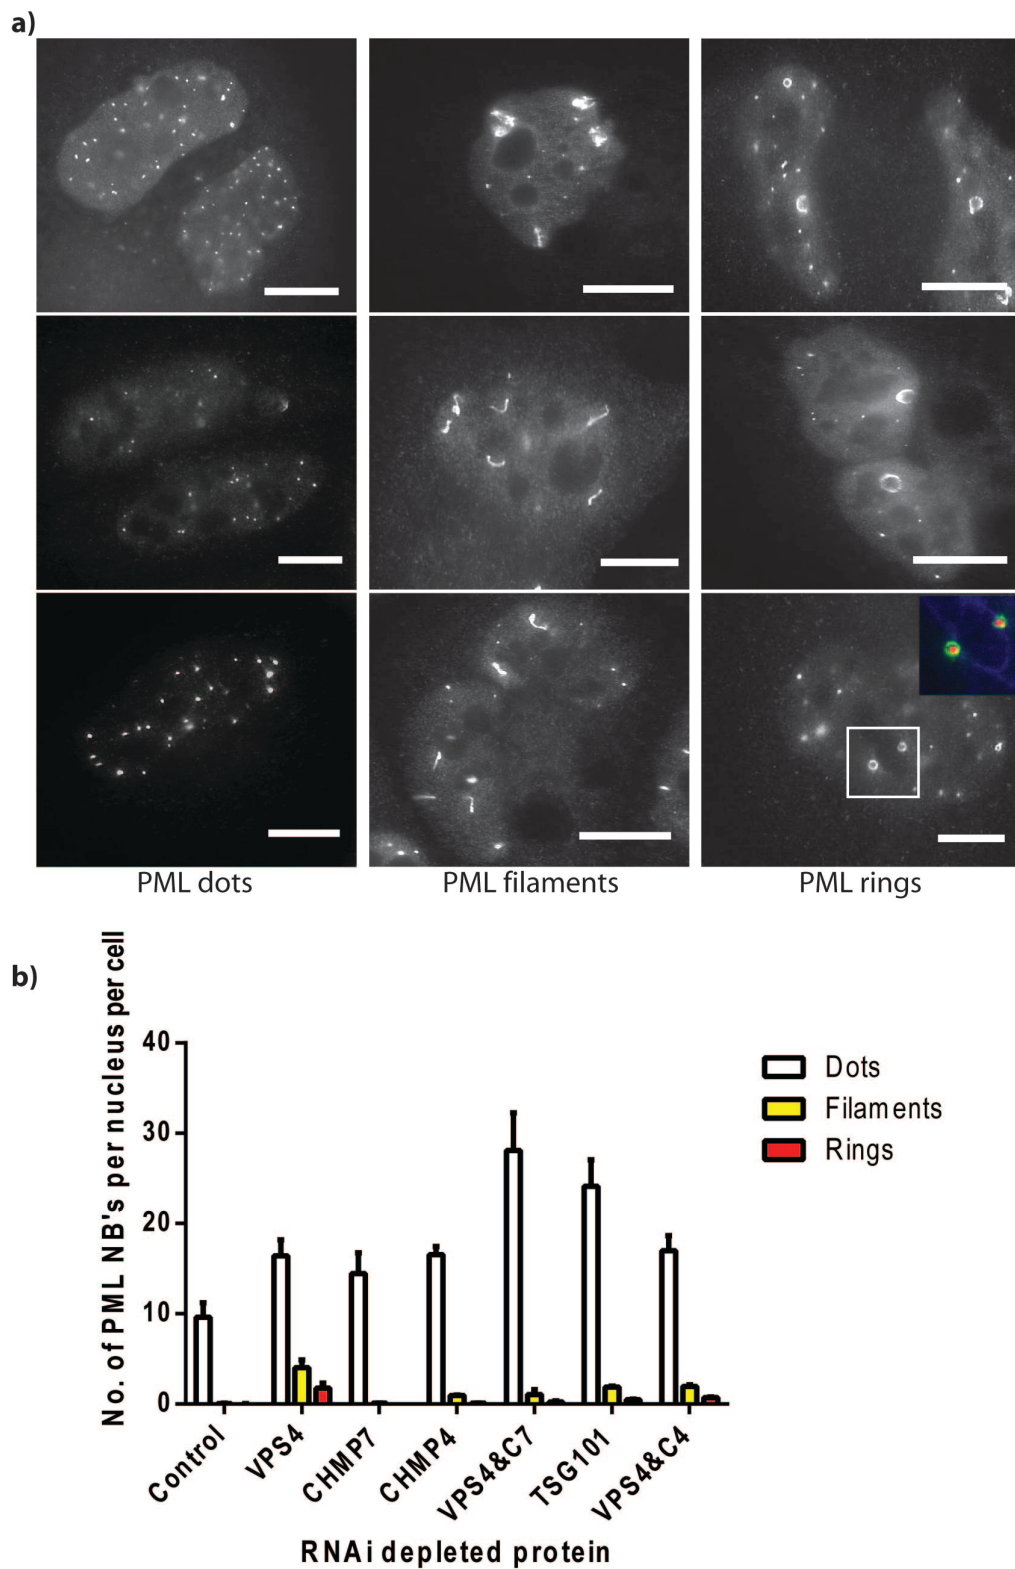 a)
PML dots
PML filaments
PML rings
b)
No. of PML NB's per nucleus per cell
40
30
20
10
0
Dots
Filaments
Rings
Control
VPS4
CHMP7
CHMP4
VPS4&C7
TSG101
VPS4&C4
RNAi depleted protein